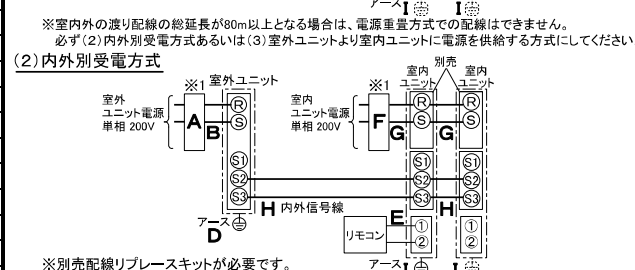 アース I I
※室内外の渡り配線の総延長が80m以上となる場合は、電源重畳方式での配線はできません。
必ず(2)内外別受電方式あるいは(3)室外ユニットより室内ユニットに電源を供給する方式にしてください
(2)内外別受電方式
別売
※1 室外ユニット ※1 室内ユニット 室内ユニット
室外
ユニット電源
単相 200V
A B
R
S
S1
S2
S3
アース
D
室内
ユニット電源
単相 200V
F G G
R R
S S
S1 S1
S2 S2
S3 S3
H 内外信号線 H
E
リモコン
① ①
② ②
※別売配線リプレースキットが必要です。
アース I I